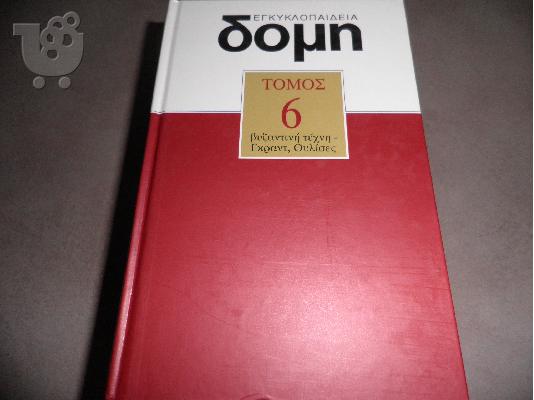 ΕΓΚΥΚΛΟΠΑΙΔΕΙΑ
δομη
ΤΟΜΟΣ
6
βυζαντινή τέχνη -
Γκραντ, Ουλίσες